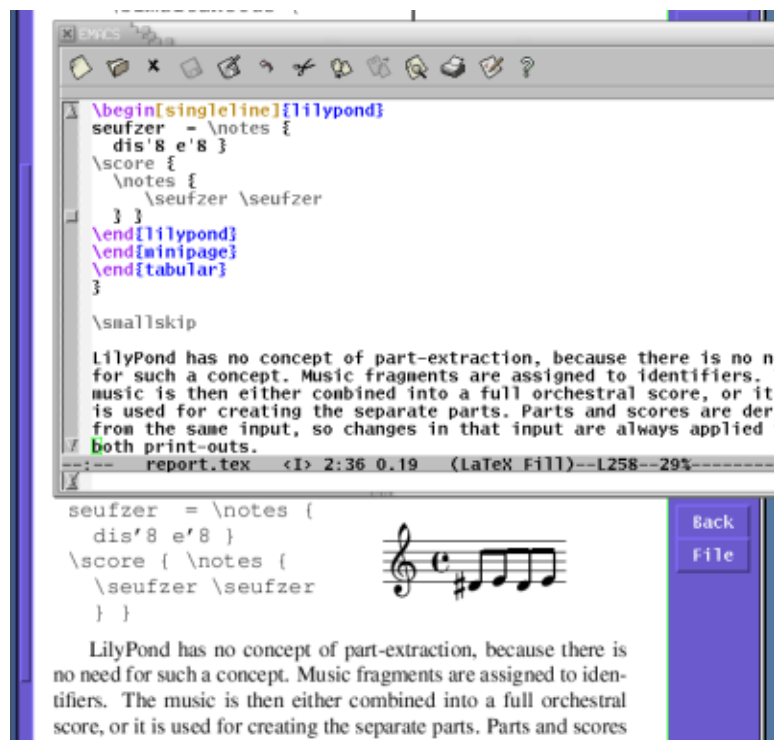 EMACS
\begin[singleline]{lilypond}
seufzer = \notes {
dis'8 e'8 }
\score {
\notes {
\seufzer \seufzer
} }
\end{lilypond}
\end{minipage}
\end{tabular}
}
\smallskip
LilyPond has no concept of part-extraction, because there is no n
for such a concept. Music fragments are assigned to identifiers.
music is then either combined into a full orchestral score, or it
is used for creating the separate parts. Parts and scores are der
from the same input, so changes in that input are always applied
both print-outs.
--:-- report.tex <I> 2:36 0.19 (LaTeX Fill)--L258--29%--------
seufzer = \notes {
dis'8 e'8 }
\score { \notes {
\seufzer \seufzer
} }
Back
File
LilyPond has no concept of part-extraction, because there is
no need for such a concept. Music fragments are assigned to iden-
tifiers. The music is then either combined into a full orchestral
score, or it is used for creating the separate parts. Parts and scores